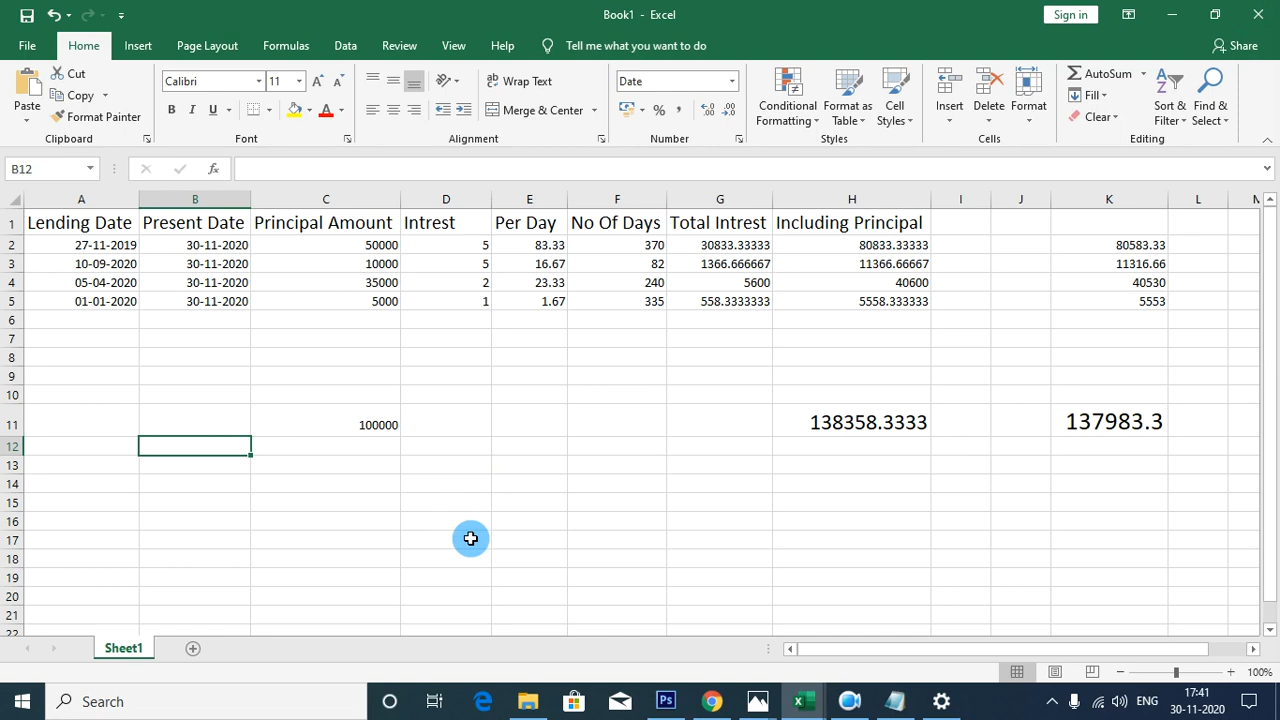 Book1 - Excel
Sign in
File Home Insert Page Layout Formulas Data Review View Help Tell me what you want to do Share
Paste
Cut
Copy
Format Painter
Clipboard
Calibri 11
B I U
Font
Wrap Text
Merge & Center
Alignment
Date
Number
Conditional Formatting
Format as Table
Cell Styles
Styles
Insert Delete Format
Cells
AutoSum
Fill
Clear
Sort & Filter
Find & Select
Editing
B12 fx
A B C D E F G H I J K L M
1 Lending Date Present Date Principal Amount Intrest Per Day No Of Days Total Intrest Including Principal
2 27-11-2019 30-11-2020 50000 5 83.33 370 30833.33333 80833.33333 80583.33
3 10-09-2020 30-11-2020 10000 5 16.67 82 1366.666667 11366.66667 11316.66
4 05-04-2020 30-11-2020 35000 2 23.33 240 5600 40600 40530
5 01-01-2020 30-11-2020 5000 1 1.67 335 558.3333333 5558.333333 5553
6
7
8
9
10
11 100000 138358.3333 137983.3
12
13
14
15
16
17
18
19
20
21
22
Sheet1
100%
Search
Ps
ENG
17:41
30-11-2020